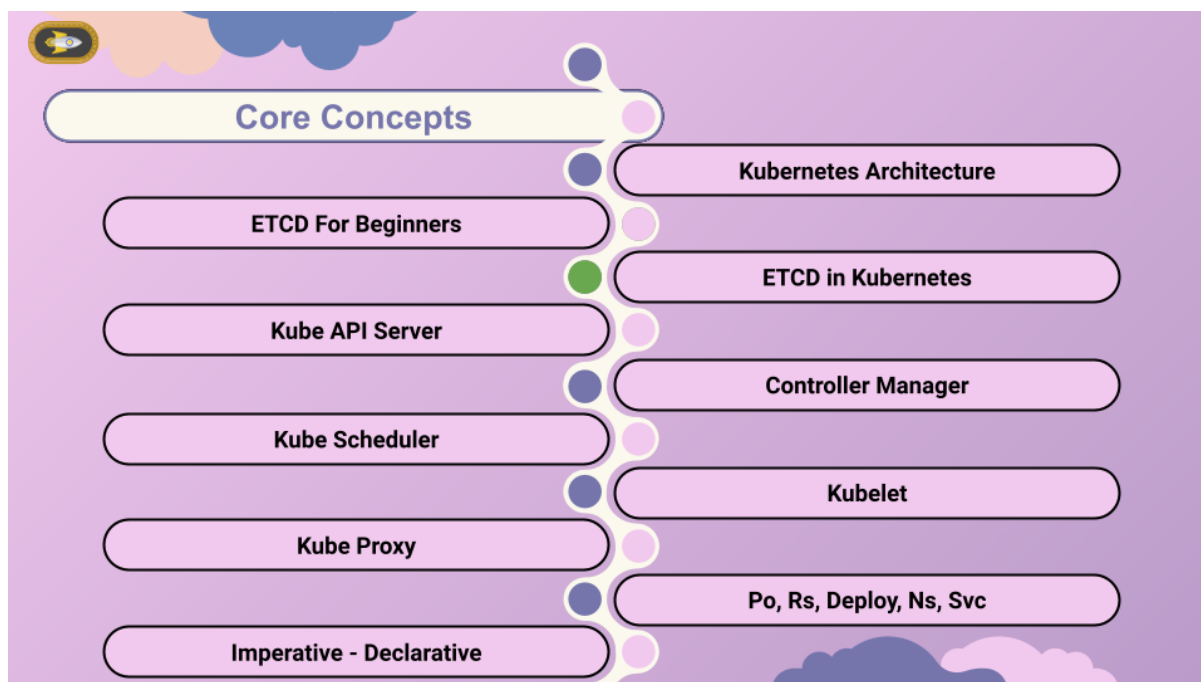 Core Concepts
Kubernetes Architecture
ETCD For Beginners
ETCD in Kubernetes
Kube API Server
Controller Manager
Kube Scheduler
Kubelet
Kube Proxy
Po, Rs, Deploy, Ns, Svc
Imperative - Declarative